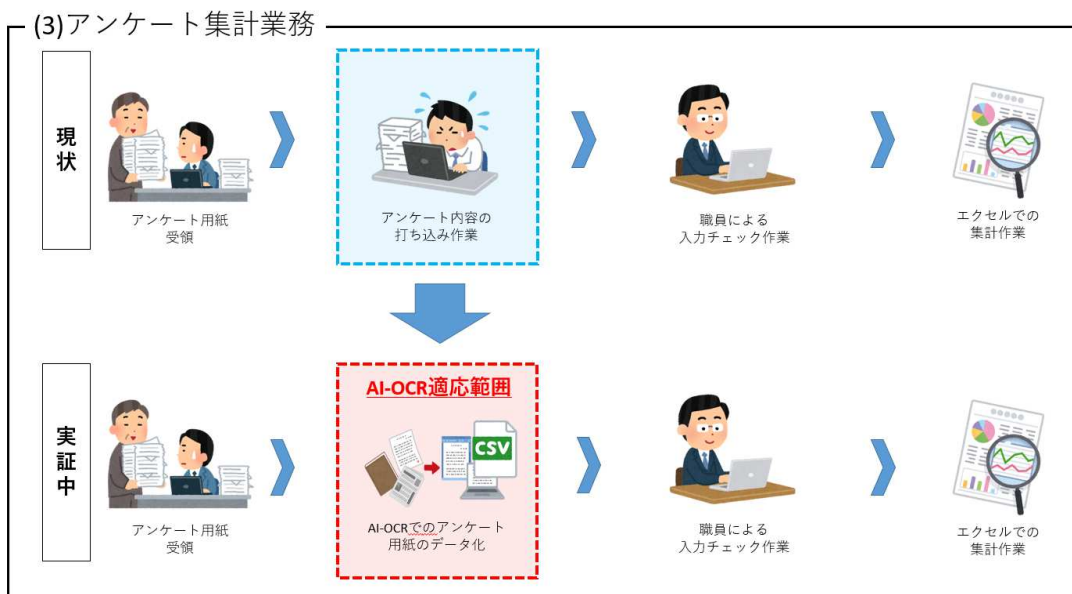 (3)アンケート集計業務
現状
アンケート用紙
受領
アンケート内容の
打ち込み作業
職員による
入力チェック作業
エクセルでの
集計作業
実証中
アンケート用紙
受領
AI-OCR適応範囲
CSV
AI-OCRでのアンケート
用紙のデータ化
職員による
入力チェック作業
エクセルでの
集計作業